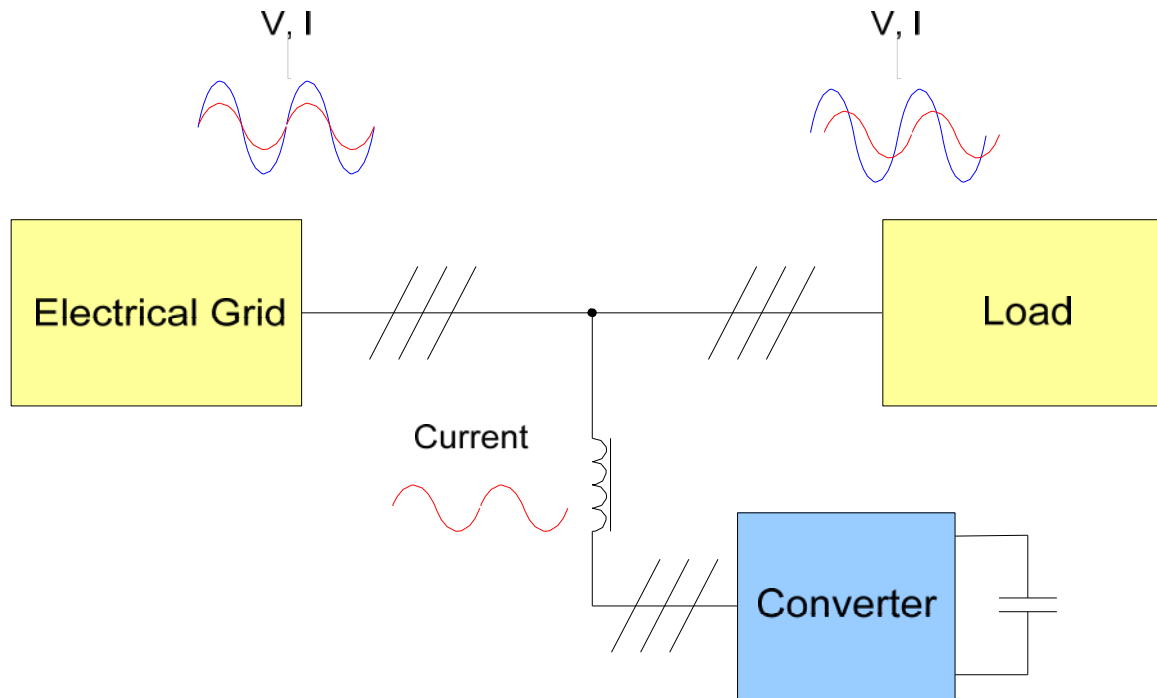 V, I
V, I
Electrical Grid
Load
Current
Converter